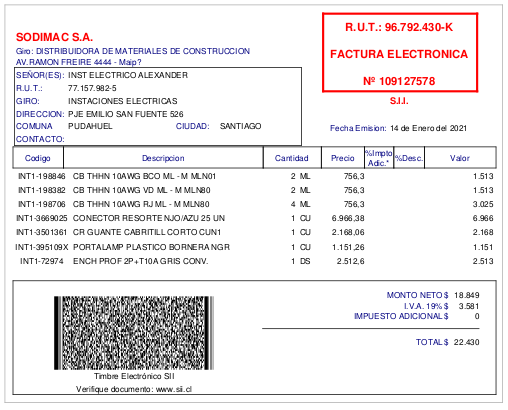 R.U.T.: 96.792.430-K
FACTURA ELECTRONICA
Nº 109127578
S.I.I.
SODIMAC S.A.
Giro: DISTRIBUIDORA DE MATERIALES DE CONSTRUCCION
AV.RAMON FREIRE 4444 - Maip?
SEÑOR(ES): INST ELECTRICO ALEXANDER
R.U.T.: 77.157.982-5
GIRO: INSTACIONES ELECTRICAS
DIRECCION: PJE EMILIO SAN FUENTE 526
COMUNA PUDAHUEL CIUDAD: SANTIAGO
CONTACTO:
Fecha Emision: 14 de Enero del 2021
Codigo Descripcion Cantidad Precio %Impto Adic.* %Desc. Valor
INT1-198846 CB THHN 10AWG BCO ML - M MLN01 2 ML 756,3 1.513
INT1-198382 CB THHN 10AWG VD ML - M MLN80 2 ML 756,3 1.513
INT1-198706 CB THHN 10AWG RJ ML - M MLN80 4 ML 756,3 3.025
INT1-3669025 CONECTOR RESORTE NJO/AZU 25 UN 1 CU 6.966,38 6.966
INT1-3501361 CR GUANTE CABRITILL CORTO CUN1 1 CU 2.168,06 2.168
INT1-395109X PORTALAMP PLASTICO BORNERA NGR 1 CU 1.151,26 1.151
INT1-72974 ENCH PROF 2P+T10A GRIS CONV. 1 DS 2.512,6 2.513
MONTO NETO $ 18.849
I.V.A. 19% $ 3.581
IMPUESTO ADICIONAL $ 0
TOTAL $ 22.430
Timbre Electrónico SII
Verifique documento: www.sii.cl